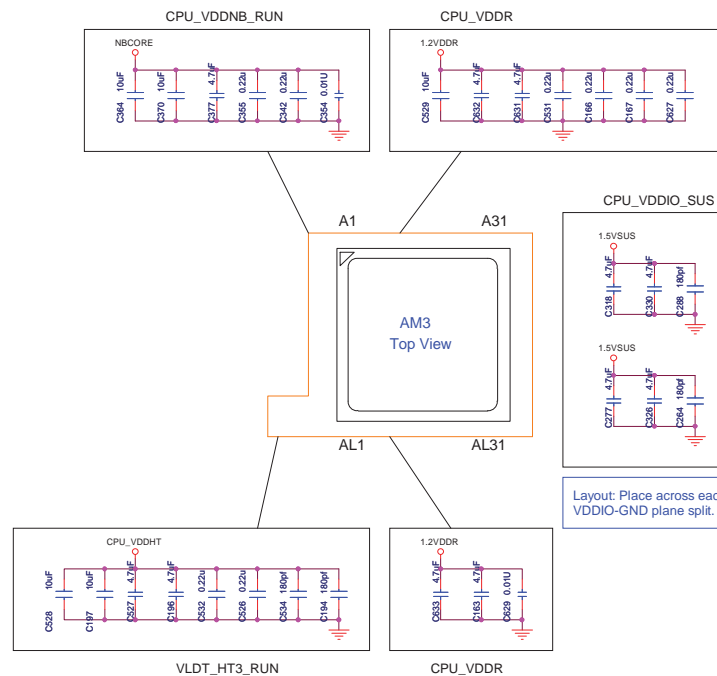 CPU_VDDNB_RUN
CPU_VDDR
NBCORE
10uF
10uF
4.7uF
0.22u
0.22u
0.01U
C364
C370
C377
C355
C342
C354
1.2VDDR
10uF
4.7uF
4.7uF
0.22u
0.22u
0.22u
0.22u
C529
C632
C631
C531
C166
C167
C627
A1
A31
CPU_VDDIO_SUS
1.5VSUS
4.7uF
4.7uF
180pf
C318
C330
C288
AM3
Top View
1.5VSUS
4.7uF
4.7uF
180pf
C277
C326
C264
AL1
AL31
Layout: Place across eac
VDDIO-GND plane split.
CPU_VDDHT
10uF
10uF
4.7uF
4.7uF
0.22u
0.22u
180pf
180pf
C528
C197
C527
C196
C532
C526
C534
C194
1.2VDDR
4.7uF
4.7uF
0.01U
C633
C163
C629
VLDT_HT3_RUN
CPU_VDDR